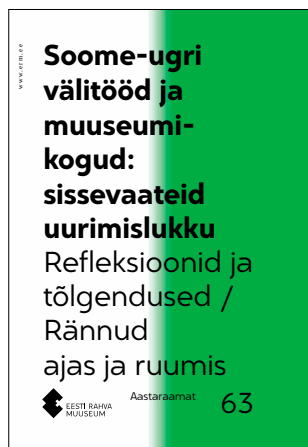 www.erm.ee
Soome-ugri
välitööd ja
muuseumi-
kogud:
sissevaateid
uurimislukku
Refleksioonid ja
tõlgendused /
Rännud
ajas ja ruumis
EESTI RAHVA
MUUSEUM
Aastaraamat
63